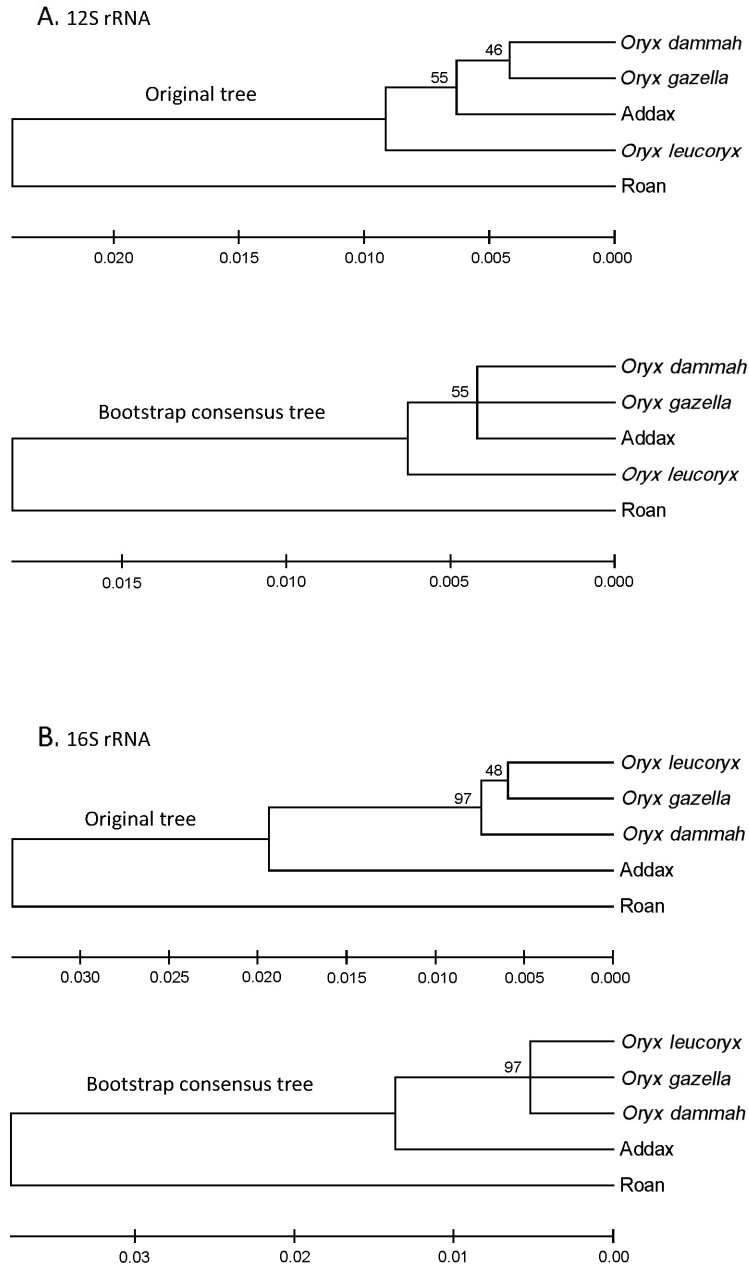 A. 12S rRNA
46
Oryx dammah
55
Oryx gazella
Original tree
Addax
Oryx leucoryx
Roan
0.020 0.015 0.010 0.005 0.000
Oryx dammah
55
Oryx gazella
Bootstrap consensus tree
Addax
Oryx leucoryx
Roan
0.015 0.010 0.005 0.000
B. 16S rRNA
Oryx leucoryx
48
97
Oryx gazella
Original tree
Oryx dammah
Addax
Roan
0.030 0.025 0.020 0.015 0.010 0.005 0.000
Oryx leucoryx
97
Oryx gazella
Bootstrap consensus tree
Oryx dammah
Addax
Roan
0.03 0.02 0.01 0.00